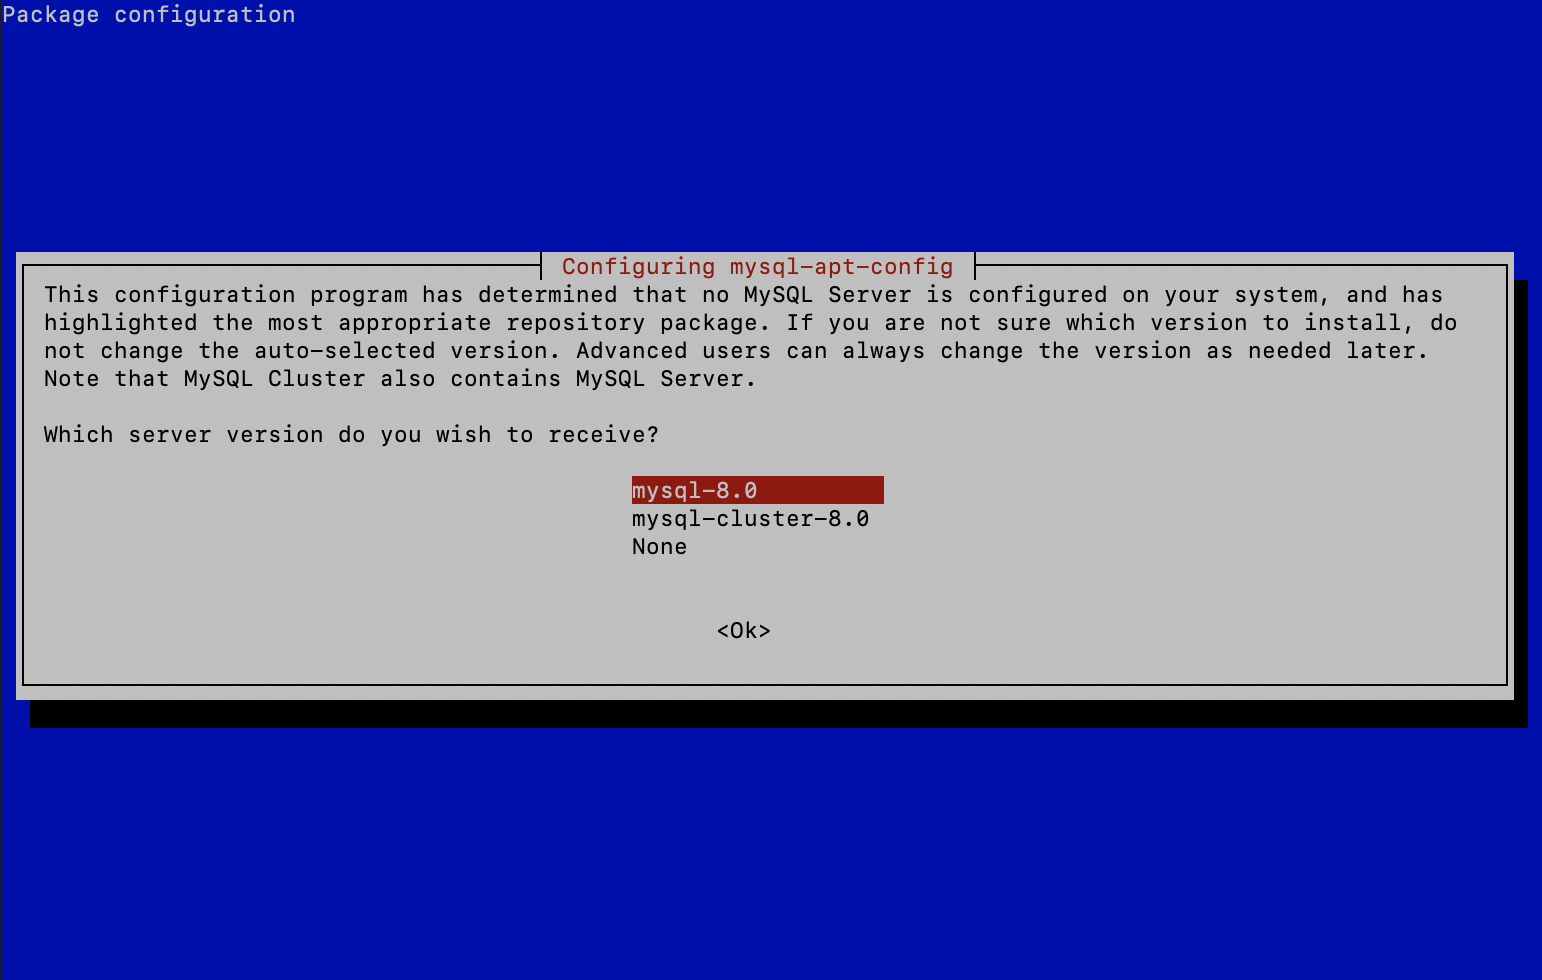 Package configuration
Configuring mysql-apt-config
This configuration program has determined that no MySQL Server is configured on your system, and has
highlighted the most appropriate repository package. If you are not sure which version to install, do
not change the auto-selected version. Advanced users can always change the version as needed later.
Note that MySQL Cluster also contains MySQL Server.
Which server version do you wish to receive?
mysql-8.0
mysql-cluster-8.0
None
<Ok>